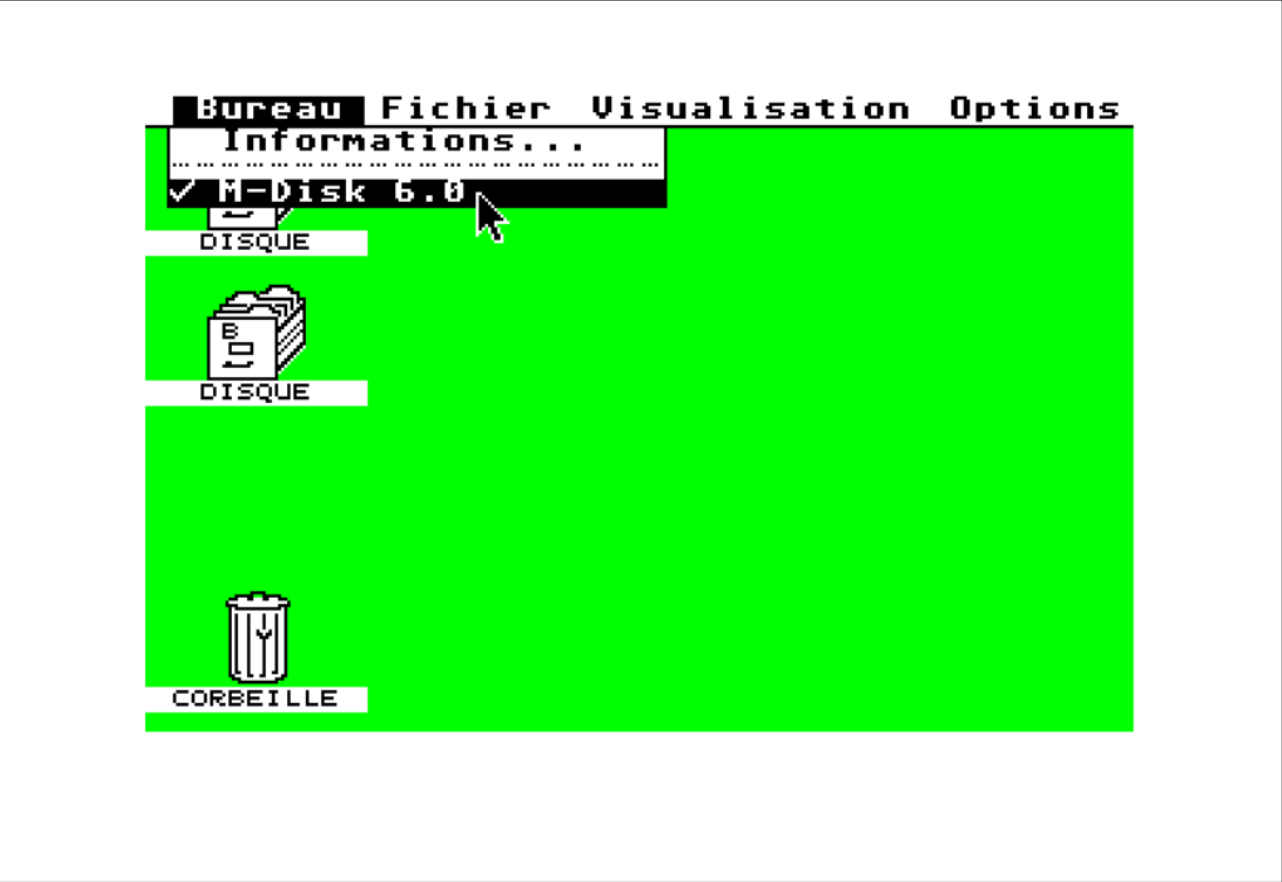 Bureau Fichier Visualisation Options
Informations...
✓ M-Disk 6.0
DISQUE
B
DISQUE
CORBEILLE